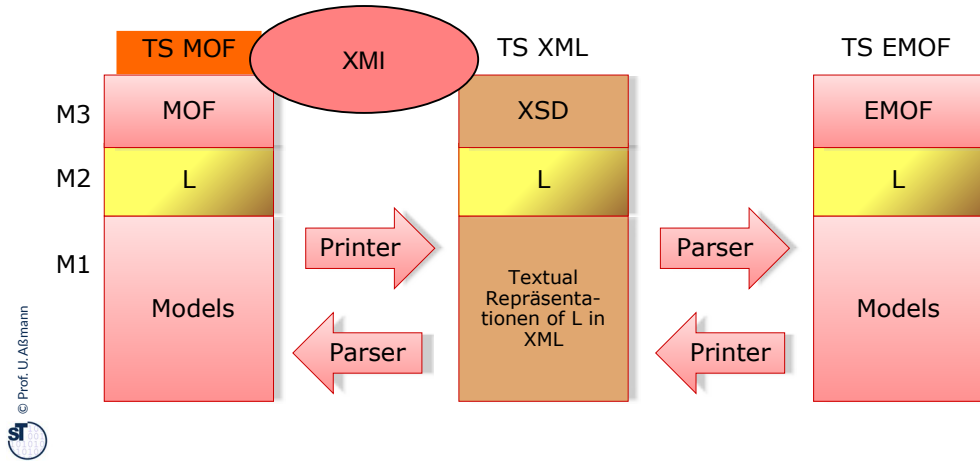 TS MOF
XMI
TS XML
TS EMOF
M3
MOF
XSD
EMOF
M2
L
L
L
M1
Printer
Parser
Models
Textual
Repräsenta-
tionen of L in
XML
Models
Parser
Printer
© Prof. U. Aßmann
ST